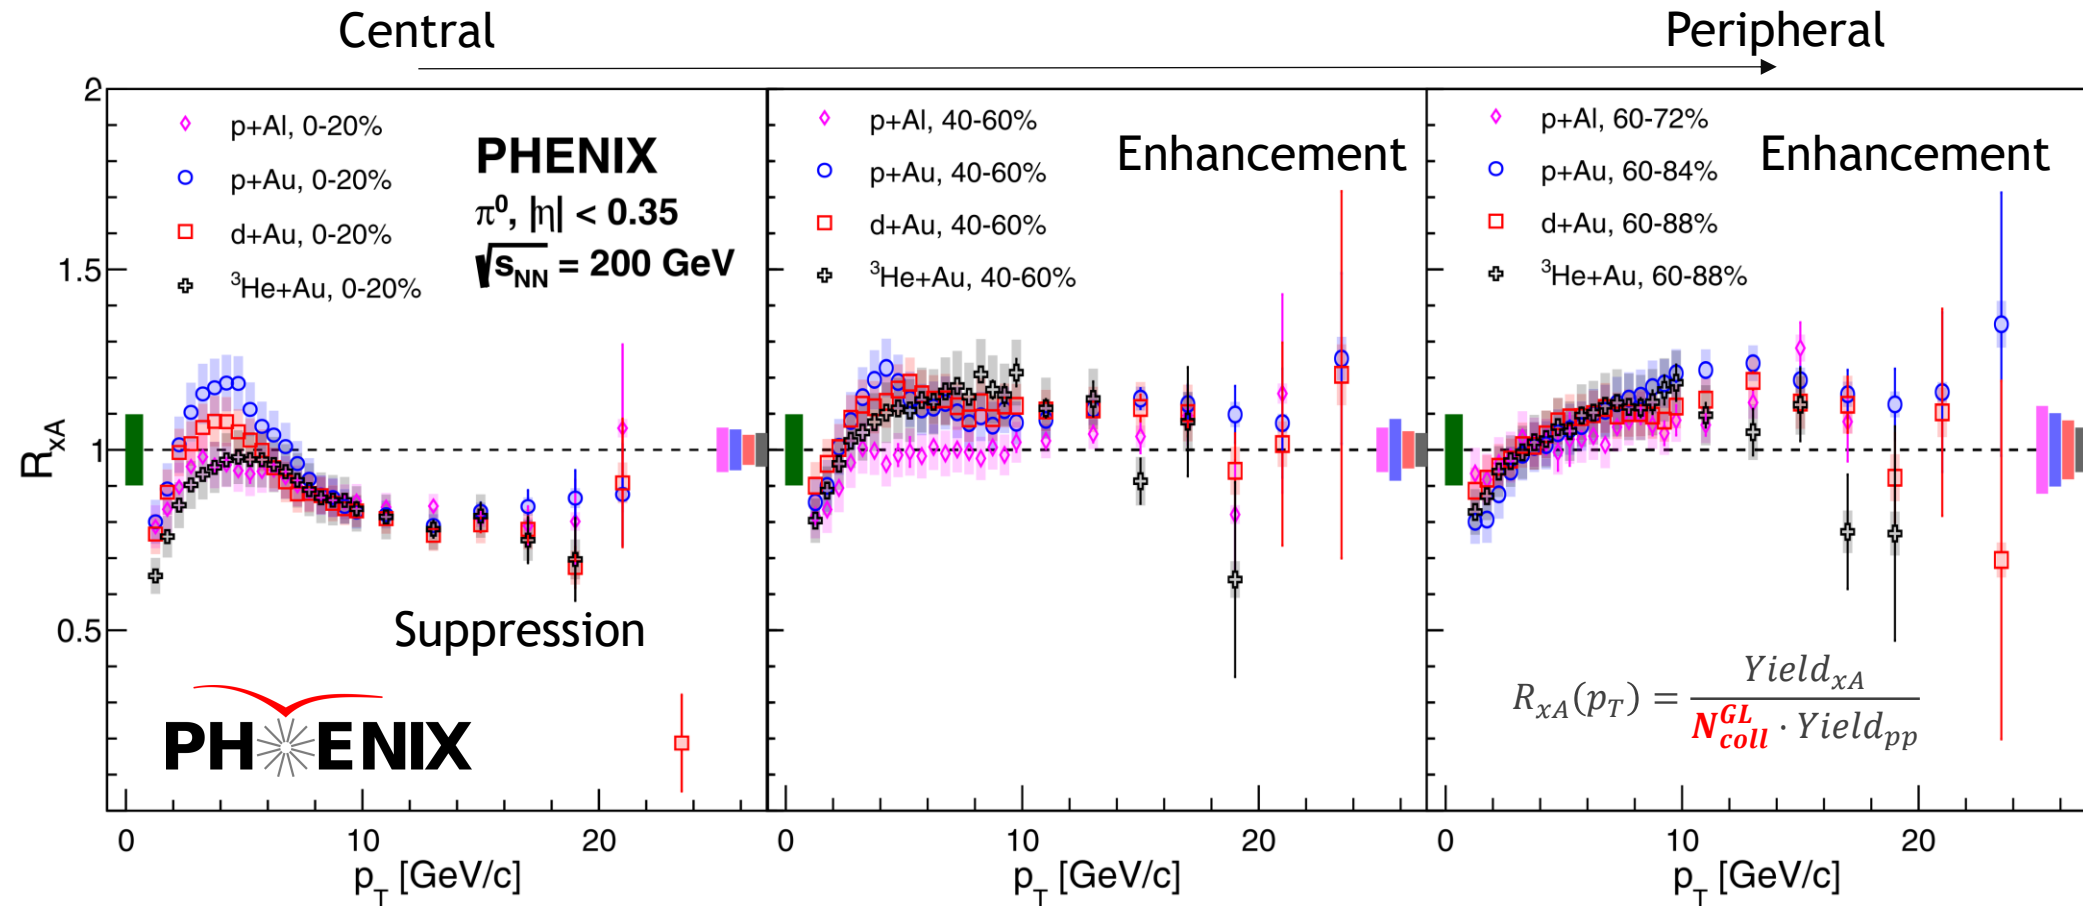 Central
Peripheral
2
1.5
1
0.5
R_xA
p+Al, 0-20%
p+Au, 0-20%
d+Au, 0-20%
³He+Au, 0-20%
PHENIX
π⁰, |η| < 0.35
√s_NN = 200 GeV
Suppression
PHENIX
0 10 20
p_T [GeV/c]
p+Al, 40-60%
p+Au, 40-60%
d+Au, 40-60%
³He+Au, 40-60%
Enhancement
0 10 20
p_T [GeV/c]
p+Al, 60-72%
p+Au, 60-84%
d+Au, 60-88%
³He+Au, 60-88%
Enhancement
R_xA(p_T) = Yield_xA / N_coll^GL · Yield_pp
0 10 20
p_T [GeV/c]